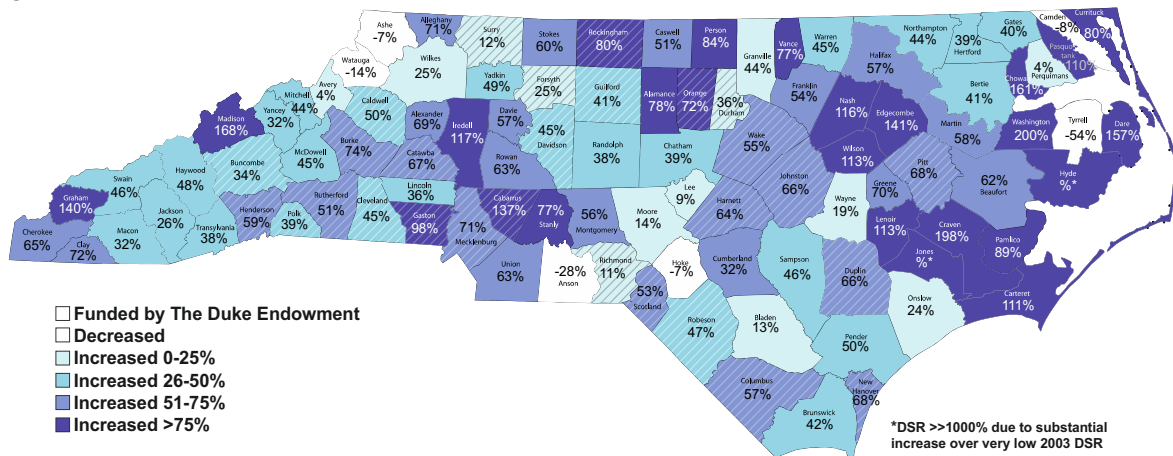 Ashe
-7%
Alleghany
71%
Surry
12%
Stokes
60%
Rockingham
80%
Caswell
51%
Person
84%
Granville
44%
Vance
77%
Warren
45%
Northampton
44%
Hertford
39%
Gates
40%
Camden
-8%
Currituck
80%
Pasquo-
tank
110%
Perquimans
4%
Chowan
161%
Halifax
57%
Bertie
41%
Watauga
-14%
Wilkes
25%
Yadkin
49%
Forsyth
25%
Guilford
41%
Alamance
78%
Orange
72%
Durham
36%
Franklin
54%
Nash
116%
Edgecombe
141%
Martin
58%
Washington
200%
Tyrrell
-54%
Dare
157%
Avery
4%
Mitchell
44%
Yancey
32%
Madison
168%
Caldwell
50%
Alexander
69%
Iredell
117%
Davie
57%
Davidson
45%
Randolph
38%
Chatham
39%
Wake
55%
Johnston
66%
Wilson
113%
Pitt
68%
Beaufort
62%
Hyde
%*
Greene
70%
Burke
74%
McDowell
45%
Buncombe
34%
Haywood
48%
Swain
46%
Graham
140%
Cherokee
65%
Clay
72%
Macon
32%
Jackson
26%
Transylvania
38%
Henderson
59%
Polk
39%
Rutherford
51%
Cleveland
45%
Lincoln
36%
Catawba
67%
Gaston
98%
Mecklenburg
71%
Rowan
63%
Cabarrus
137%
Stanly
77%
Montgomery
56%
Moore
14%
Lee
9%
Harnett
64%
Wayne
19%
Lenoir
113%
Craven
198%
Pamlico
89%
Jones
%*
Carteret
111%
Union
63%
Anson
-28%
Richmond
11%
Scotland
53%
Hoke
-7%
Cumberland
32%
Sampson
46%
Duplin
66%
Onslow
24%
Robeson
47%
Bladen
13%
Pender
50%
Columbus
57%
Brunswick
42%
New
Hanover
68%
Funded by The Duke Endowment
Decreased
Increased 0-25%
Increased 26-50%
Increased 51-75%
Increased >75%
*DSR >>1000% due to substantial
increase over very low 2003 DSR